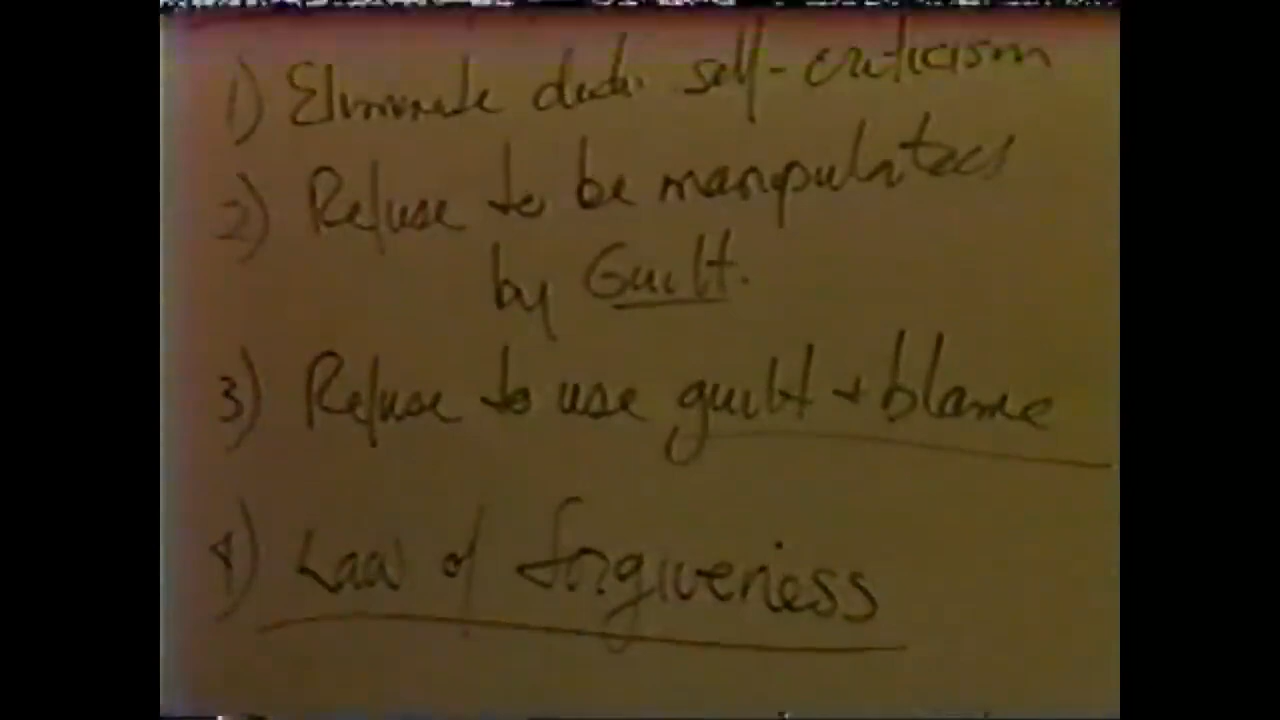 1) Eliminate self-criticism
2) Refuse to be manipulated
by Guilt.
3) Refuse to use guilt + blame
4) Law of forgiveness